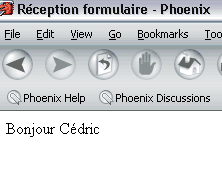 Réception formulaire - Phoenix
File Edit View Go Bookmarks
Phoenix Help Phoenix Discussions
Bonjour Cédric